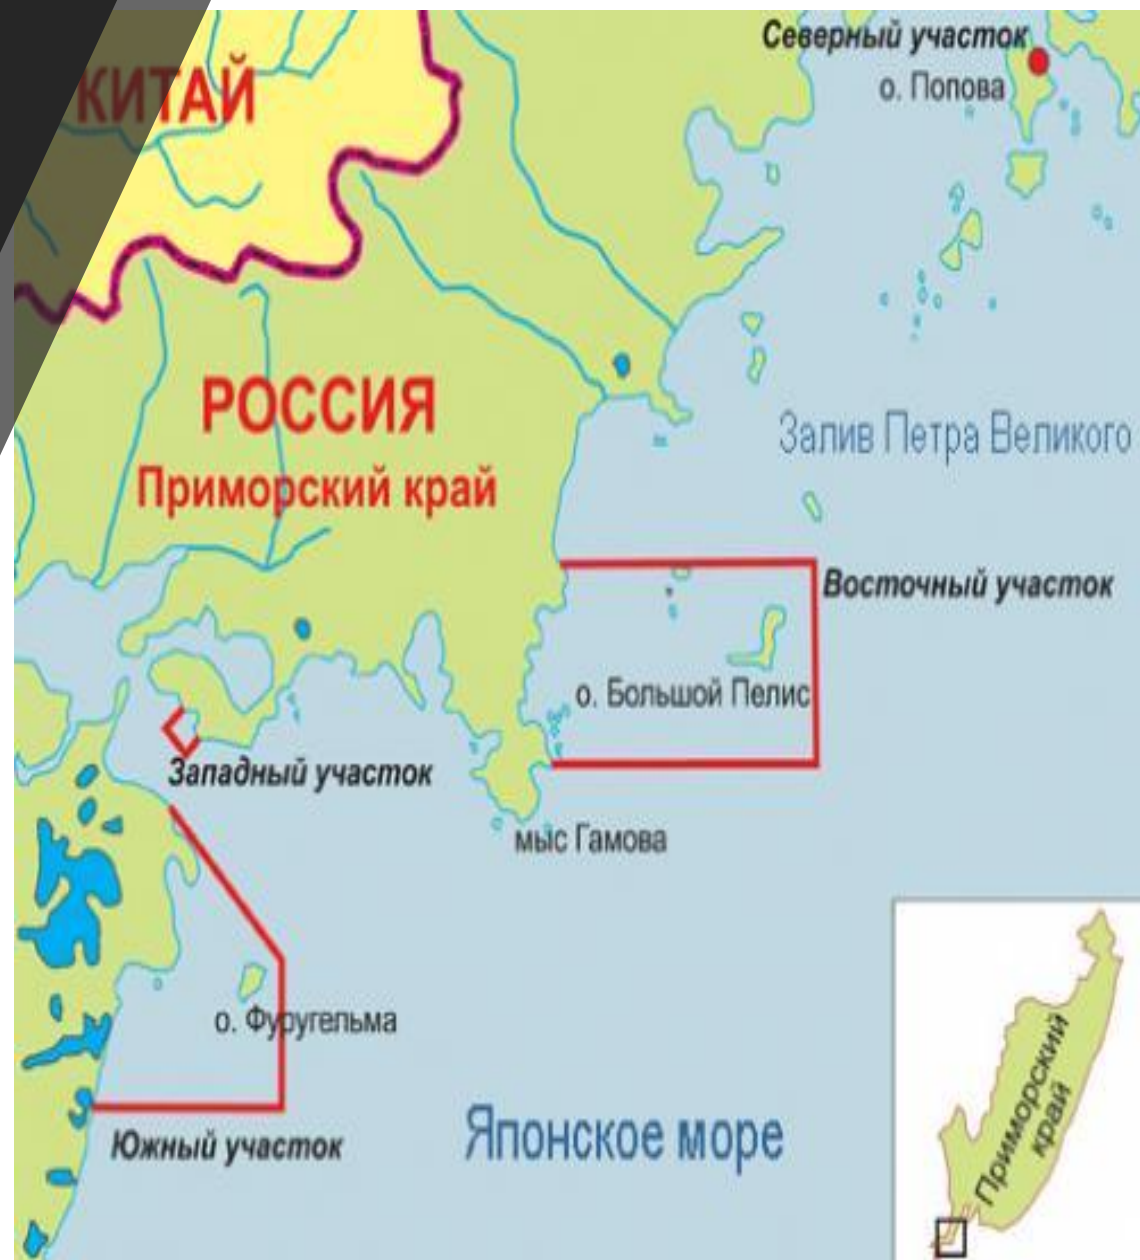 Северный участок
о. Попова
КИТАЙ
РОССИЯ
Приморский край
Залив Петра Великого
Восточный участок
о. Большой Пелис
Западный участок
мыс Гамова
о. Фуругельма
Южный участок
Японское море
Приморский
край